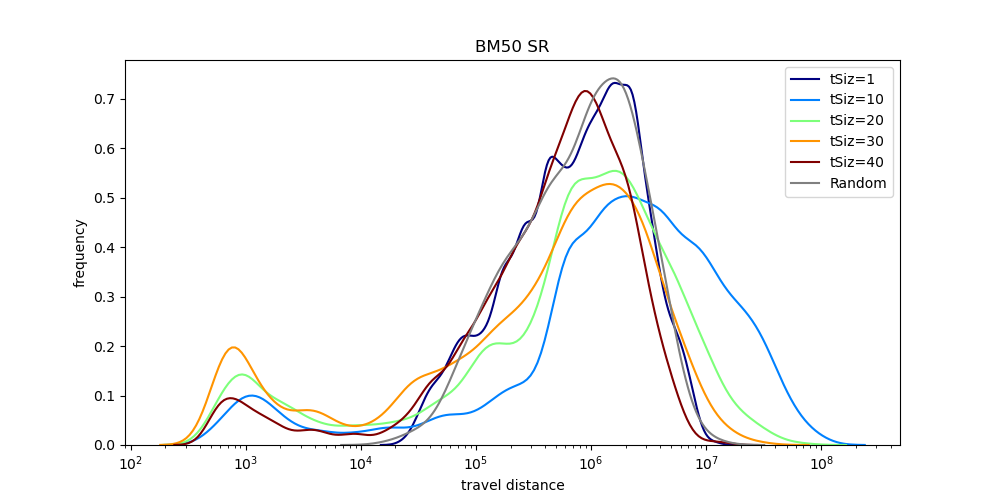 BM50 SR
frequency
0.7
0.6
0.5
0.4
0.3
0.2
0.1
0.0
10²
10³
10⁴
10⁵
10⁶
10⁷
10⁸
travel distance
tSiz=1
tSiz=10
tSiz=20
tSiz=30
tSiz=40
Random